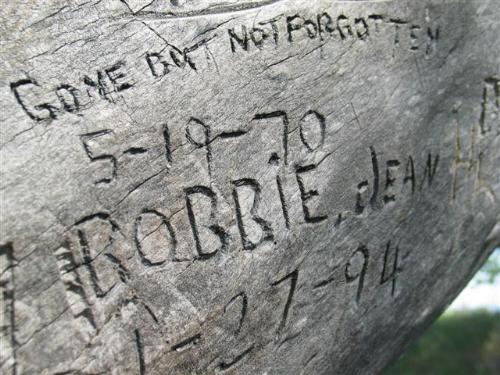 GONE BUT NOT FORGOTTEN
5-19-70
BOBBIE JEAN
1-27-94